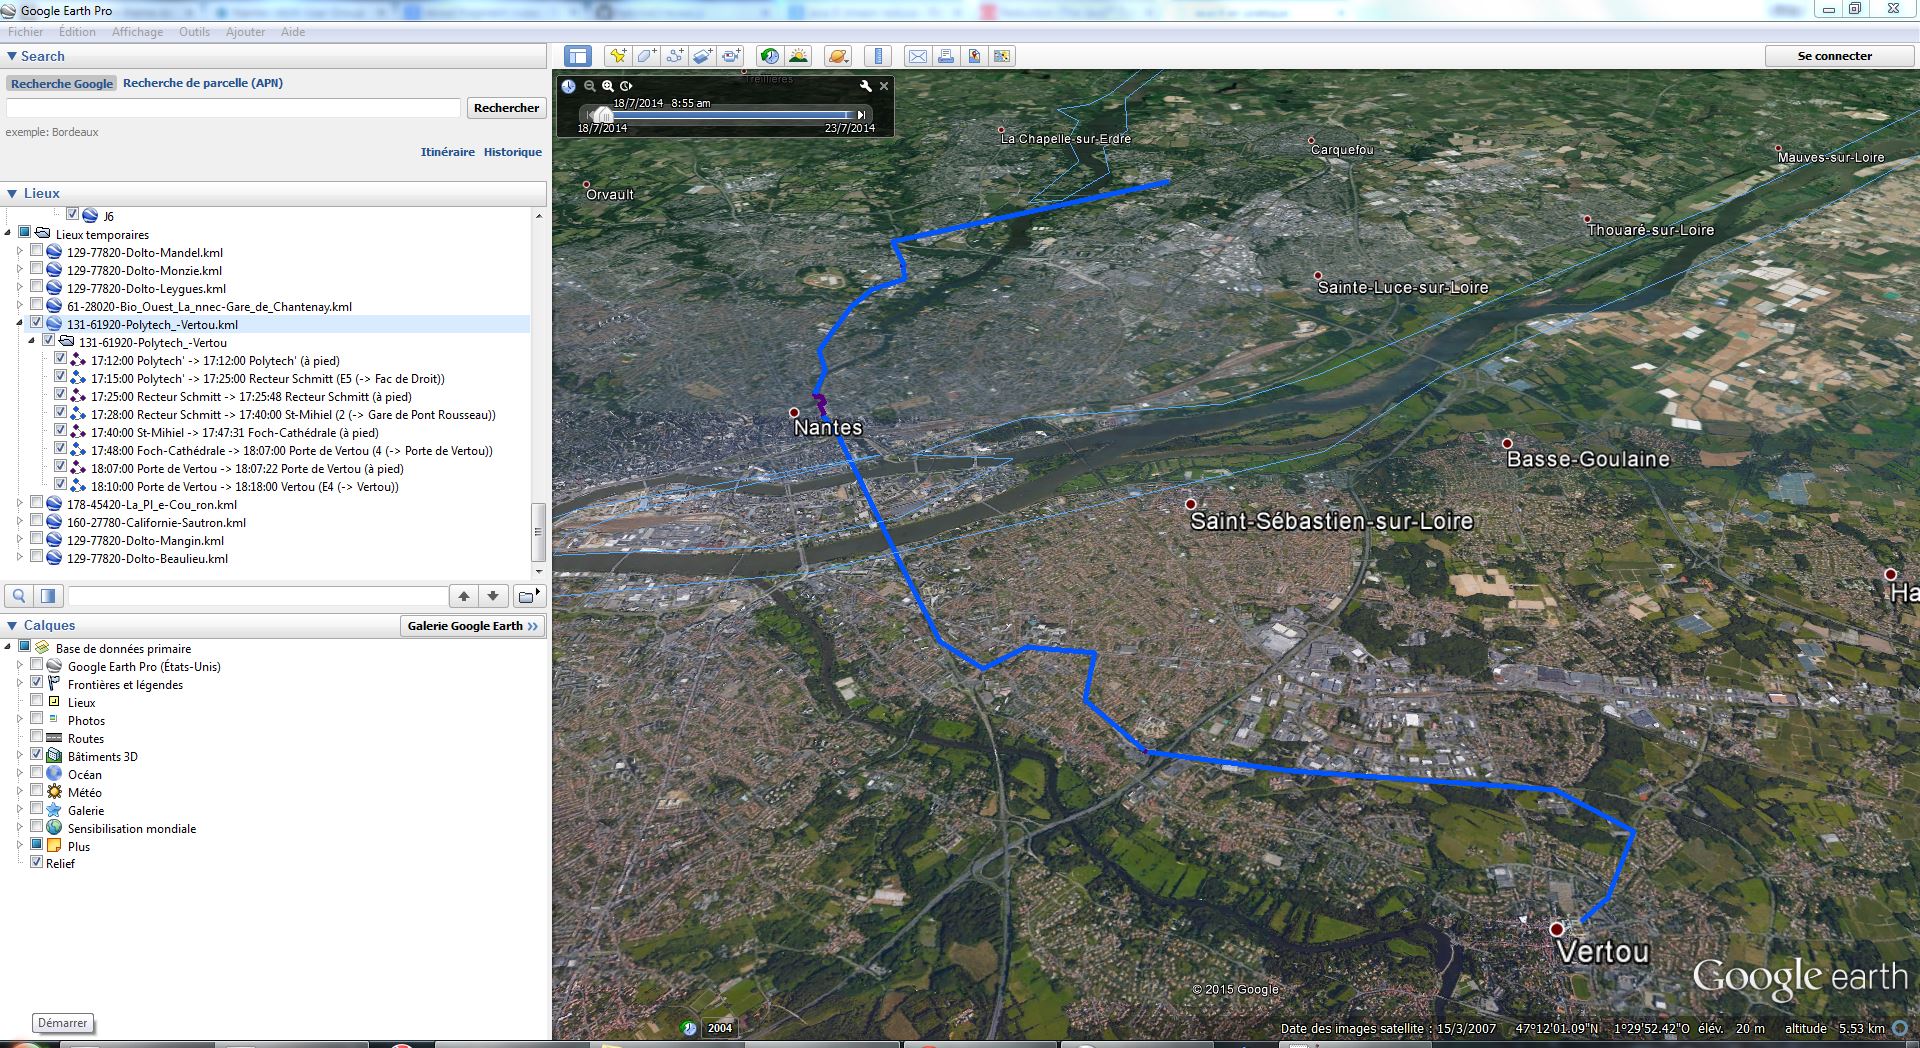 Google Earth Pro
Fichier Édition Affichage Outils Ajouter Aide
Search
Recherche Google Recherche de parcelle (APN)
Rechercher
exemple: Bordeaux
Itinéraire Historique
Lieux
J6
Lieux temporaires
129-77820-Dolto-Mandel.kml
129-77820-Dolto-Monzie.kml
129-77820-Dolto-Leygues.kml
61-28020-Bio_Ouest_La_nnec-Gare_de_Chantenay.kml
131-61920-Polytech_-Vertou.kml
131-61920-Polytech_-Vertou
17:12:00 Polytech' -> 17:12:00 Polytech' (à pied)
17:15:00 Polytech' -> 17:25:00 Recteur Schmitt (E5 (-> Fac de Droit))
17:25:00 Recteur Schmitt -> 17:25:48 Recteur Schmitt (à pied)
17:28:00 Recteur Schmitt -> 17:40:00 St-Mihiel (2 (-> Gare de Pont Rousseau))
17:40:00 St-Mihiel -> 17:47:31 Foch-Cathédrale (à pied)
17:48:00 Foch-Cathédrale -> 18:07:00 Porte de Vertou (4 (-> Porte de Vertou))
18:07:00 Porte de Vertou -> 18:07:22 Porte de Vertou (à pied)
18:10:00 Porte de Vertou -> 18:18:00 Vertou (E4 (-> Vertou))
178-45420-La_Pl_e-Cou_ron.kml
160-27780-Californie-Sautron.kml
129-77820-Dolto-Mangin.kml
129-77820-Dolto-Beaulieu.kml
Calques
Galerie Google Earth »
Base de données primaire
Google Earth Pro (États-Unis)
Frontières et légendes
Lieux
Photos
Routes
Bâtiments 3D
Océan
Météo
Galerie
Sensibilisation mondiale
Plus
Relief
Démarrer
Se connecter
18/7/2014 8:55 am
18/7/2014 23/7/2014
Treillières
La Chapelle-sur-Erdre
Carquefou
Mauves-sur-Loire
Orvault
Thouaré-sur-Loire
Sainte-Luce-sur-Loire
Nantes
Basse-Goulaine
Saint-Sébastien-sur-Loire
Ha
Vertou
Google earth
© 2015 Google
2004
Date des images satellite : 15/3/2007 47°12'01.09"N 1°29'52.42"O élév. 20 m altitude 5.53 km